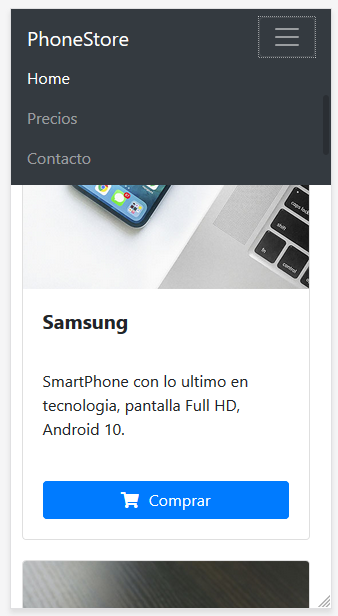 PhoneStore
Home
Precios
Contacto
Samsung
SmartPhone con lo ultimo en
tecnologia, pantalla Full HD,
Android 10.
Comprar